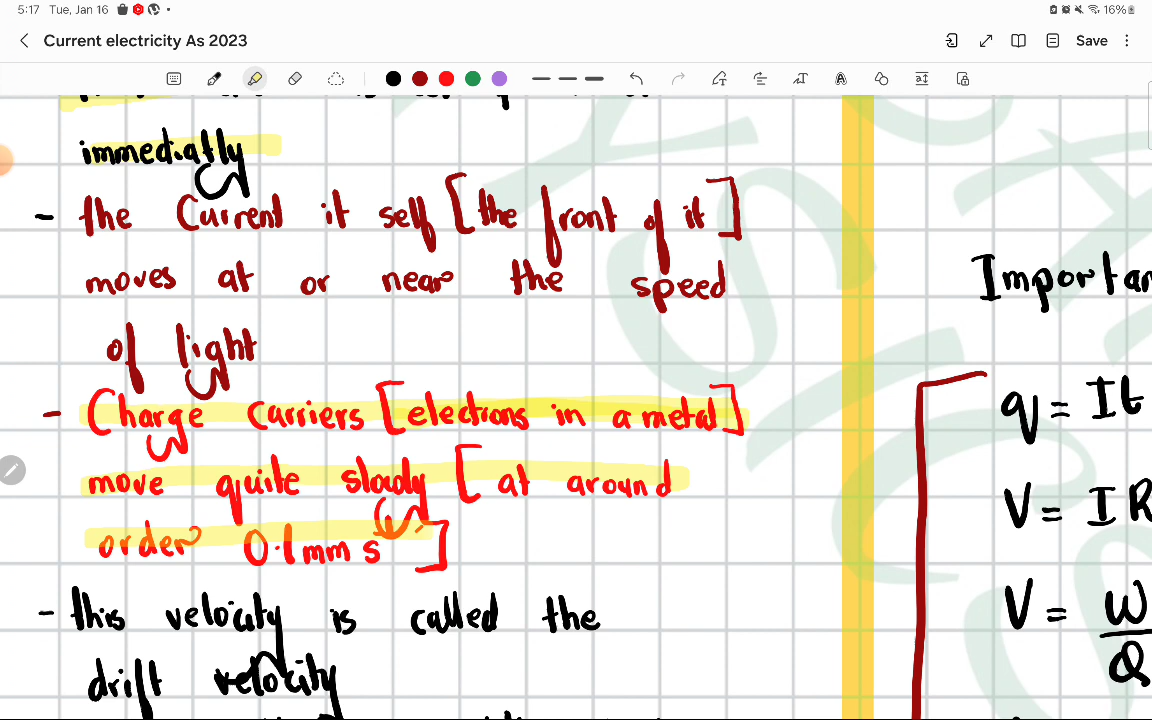 5:17 Tue, Jan 16
16%
Current electricity As 2023
Save
immediatly
- the Current it self [the front of it]
moves at or near the speed
of light
- Charge Carriers [electrons in a metal]
move quite slowly [at around
order 0.1mm s ]
- this velocity is called the
drift velocity
Importan
q = It
V = IR
V = W
Q